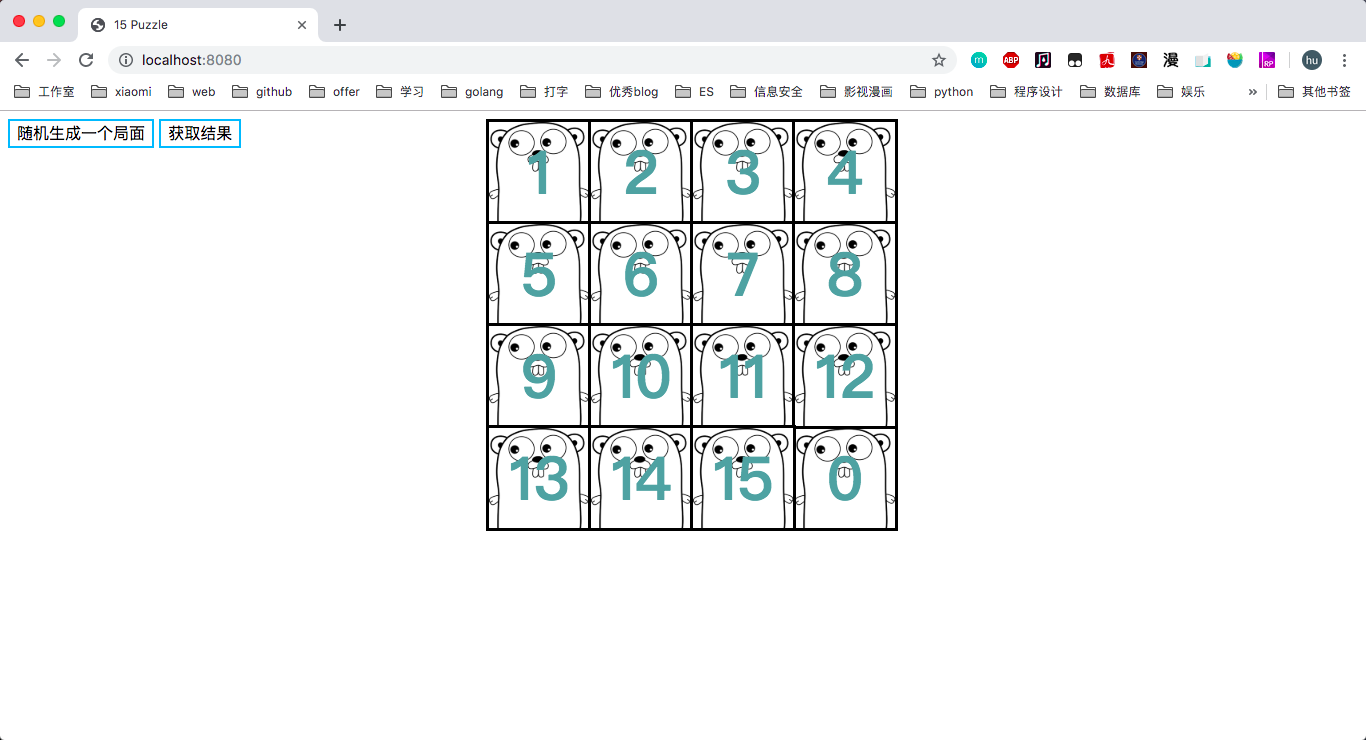 15 Puzzle
localhost:8080
m ABP 漫 RP hu
工作室 xiaomi web github offer 学习 golang 打字 优秀blog ES 信息安全 影视漫画 python 程序设计 数据库 娱乐 » 其他书签
随机生成一个局面 获取结果
1 2 3 4
5 6 7 8
9 10 11 12
13 14 15 0